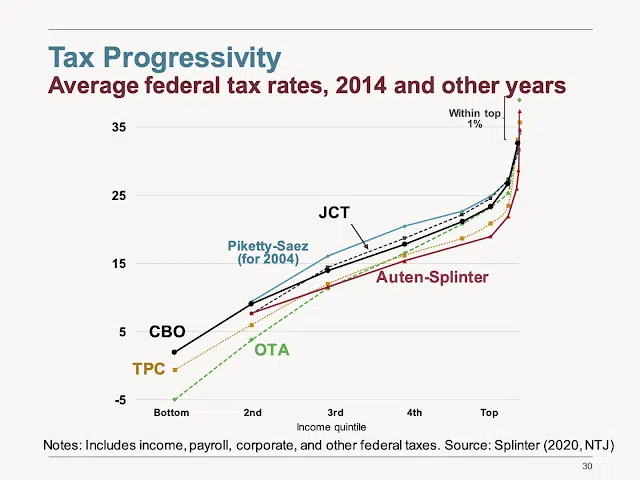 Tax Progressivity
Average federal tax rates, 2014 and other years
Within top
1%
35
25
15
5
-5
JCT
Piketty-Saez
(for 2004)
Auten-Splinter
CBO
OTA
TPC
Bottom
2nd
3rd
4th
Top
Income quintile
Notes: Includes income, payroll, corporate, and other federal taxes. Source: Splinter (2020, NTJ)
30